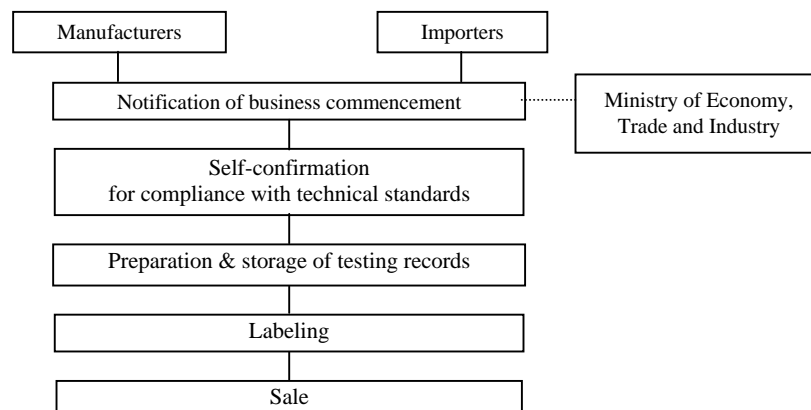 Manufacturers
Importers
Notification of business commencement
Ministry of Economy,
Trade and Industry
Self-confirmation
for compliance with technical standards
Preparation & storage of testing records
Labeling
Sale